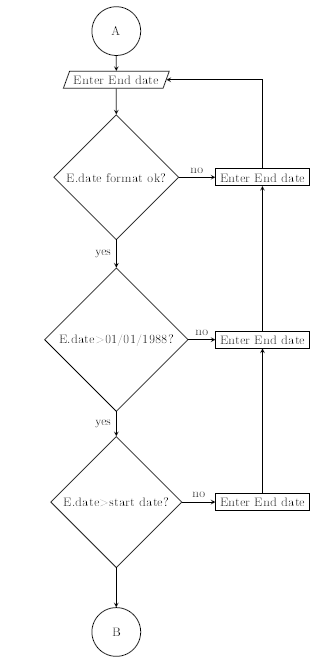 A
Enter End date
E.date format ok?
no
Enter End date
yes
E.date>01/01/1988?
no
Enter End date
yes
E.date>start date?
no
Enter End date
B